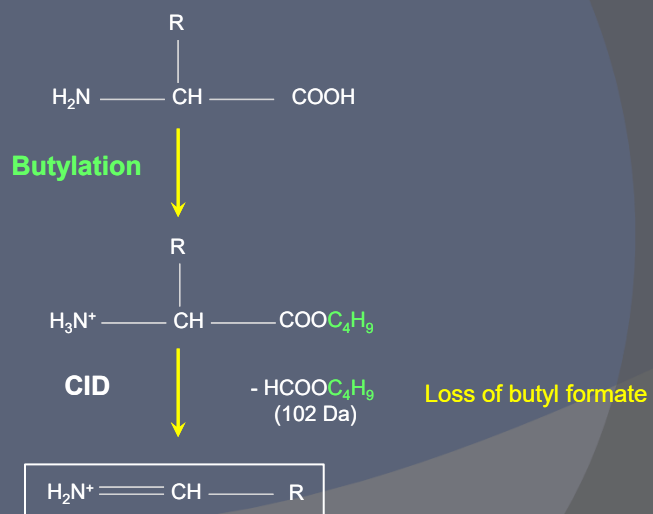 R
H₂N CH COOH
Butylation
R
H₃N⁺ CH COOC₄H₉
CID
- HCOOC₄H₉
(102 Da)
Loss of butyl formate
H₂N⁺ CH R